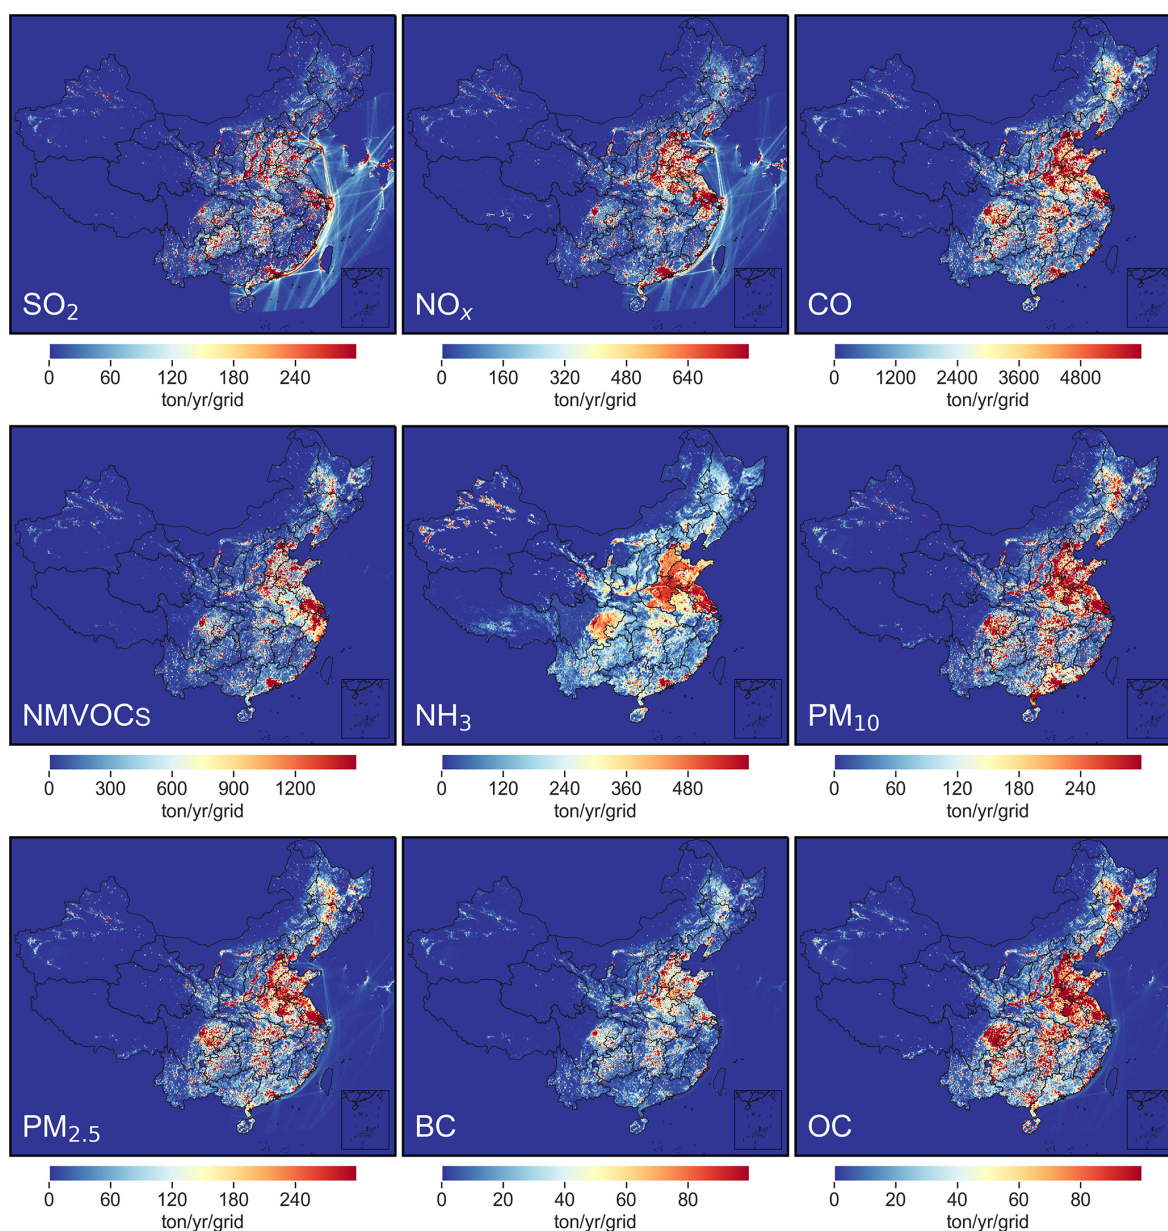 SO₂
NOₓ
CO
0 60 120 180 240
0 160 320 480 640
0 1200 2400 3600 4800
ton/yr/grid
ton/yr/grid
ton/yr/grid
NMVOCs
NH₃
PM₁₀
0 300 600 900 1200
0 120 240 360 480
0 60 120 180 240
ton/yr/grid
ton/yr/grid
ton/yr/grid
PM₂.₅
BC
OC
0 60 120 180 240
0 20 40 60 80
0 20 40 60 80
ton/yr/grid
ton/yr/grid
ton/yr/grid